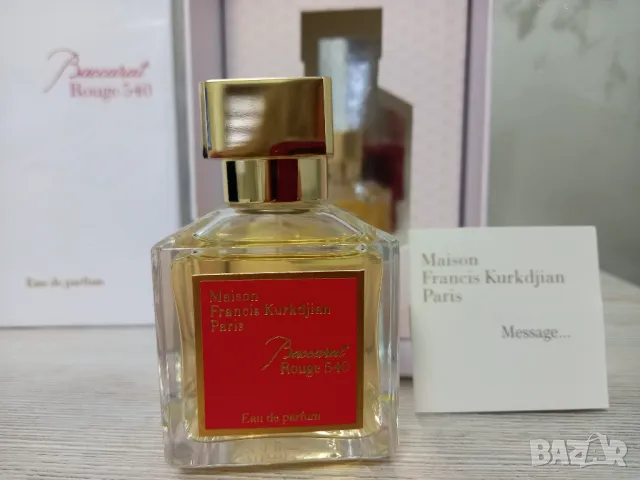 Baccarat
Rouge 540
Eau de parfum
Maison
Francis Kurkdjian
Paris
Baccarat
Rouge 540
Eau de parfum
Maison
Francis Kurkdjian
Paris
Message...
BAZAR